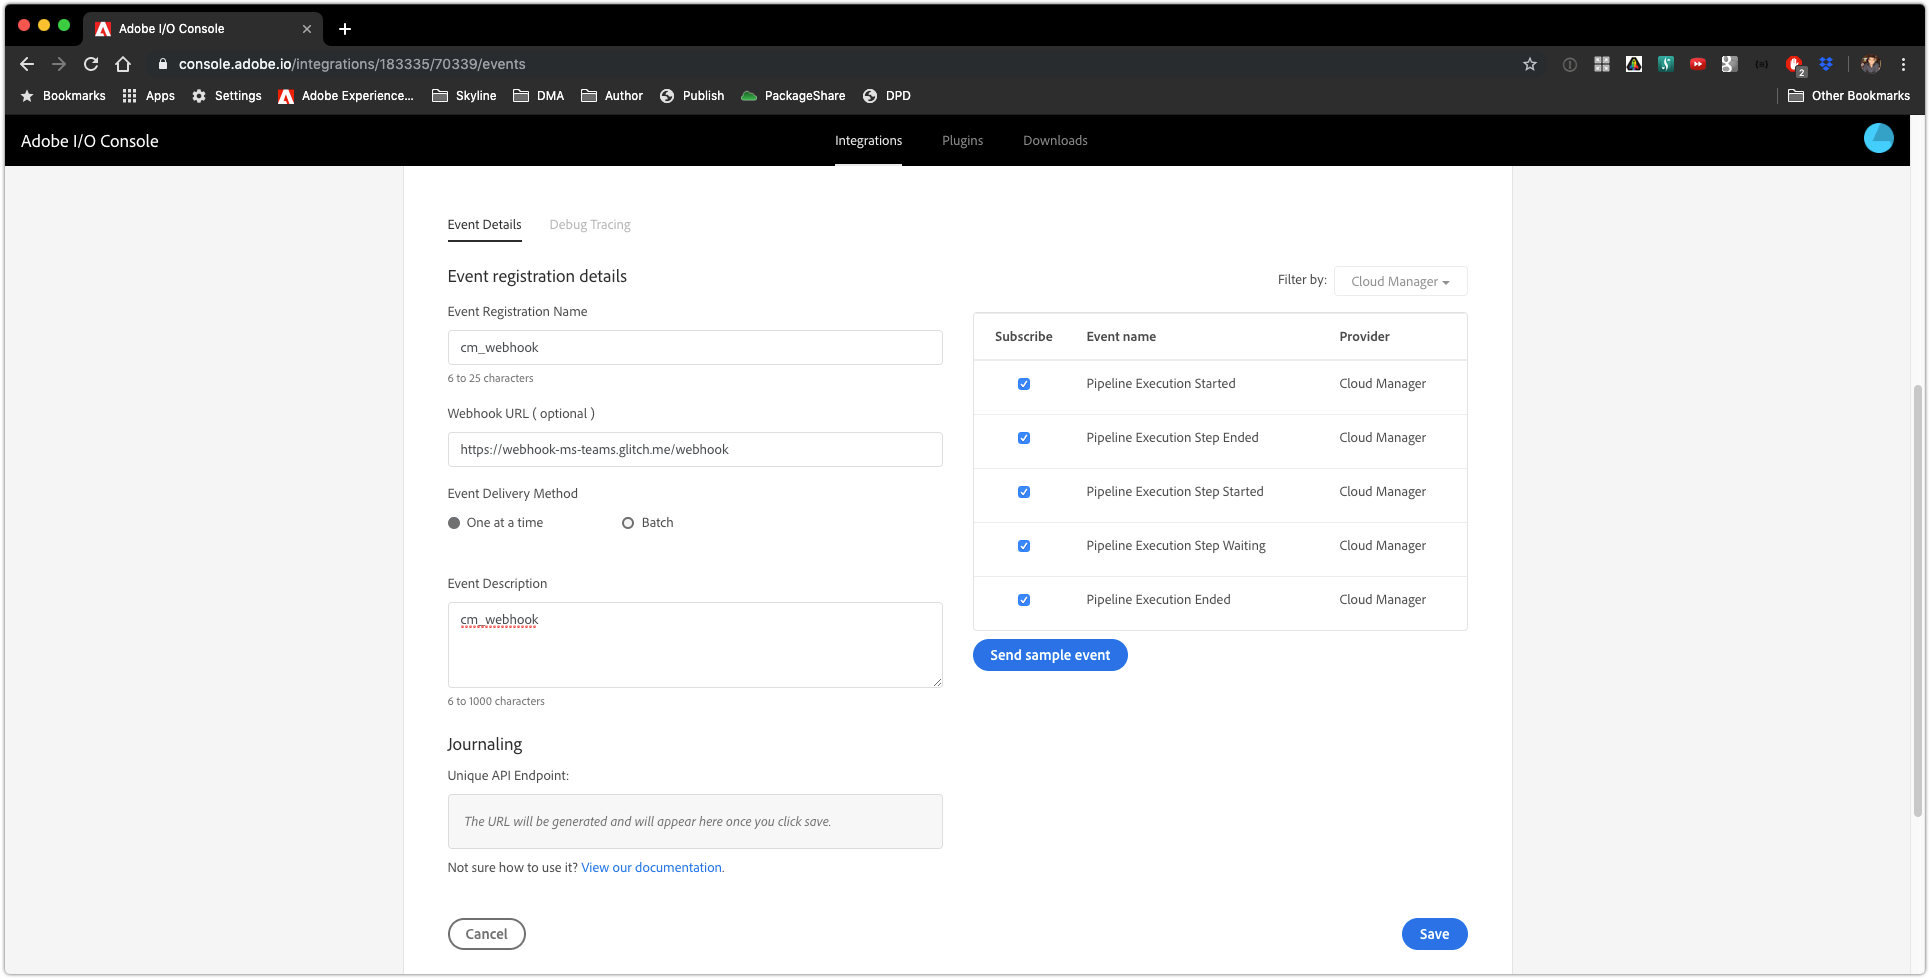 Adobe I/O Console
console.adobe.io/integrations/183335/70339/events
2
Bookmarks Apps Settings Adobe Experience... Skyline DMA Author Publish PackageShare DPD Other Bookmarks
Adobe I/O Console Integrations Plugins Downloads
Event Details Debug Tracing
Event registration details
Event Registration Name
cm_webhook
6 to 25 characters
Webhook URL ( optional )
https://webhook-ms-teams.glitch.me/webhook
Event Delivery Method
One at a time Batch
Event Description
cm_webhook
6 to 1000 characters
Journaling
Unique API Endpoint:
The URL will be generated and will appear here once you click save.
Not sure how to use it? View our documentation.
Cancel
Filter by: Cloud Manager
Subscribe Event name Provider
Pipeline Execution Started Cloud Manager
Pipeline Execution Step Ended Cloud Manager
Pipeline Execution Step Started Cloud Manager
Pipeline Execution Step Waiting Cloud Manager
Pipeline Execution Ended Cloud Manager
Send sample event
Save